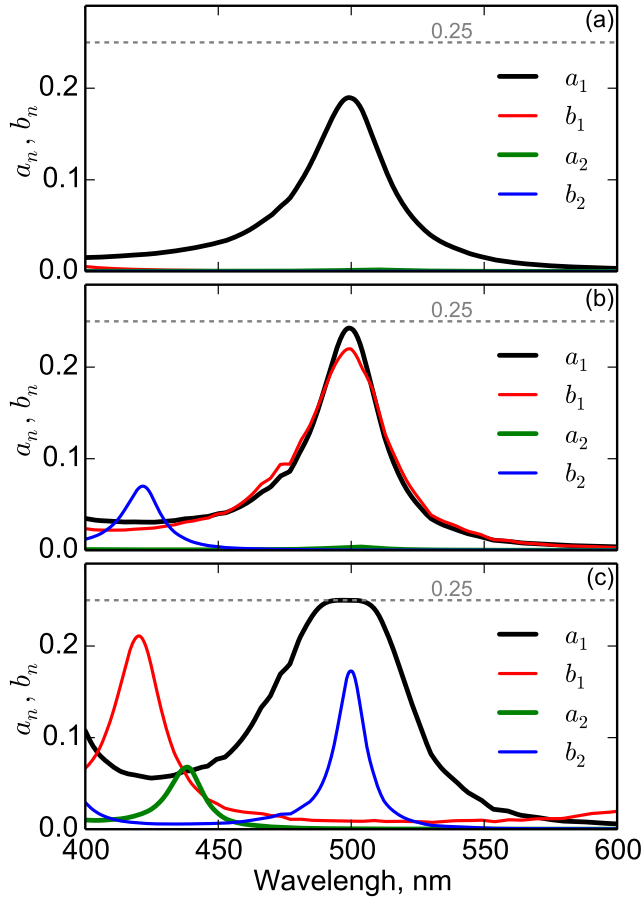 (a)
0.25
0.2
0.1
0.0
aₙ, bₙ
a₁
b₁
a₂
b₂
(b)
0.25
0.2
0.1
0.0
aₙ, bₙ
a₁
b₁
a₂
b₂
(c)
0.25
0.2
0.1
0.0
aₙ, bₙ
a₁
b₁
a₂
b₂
400 450 500 550 600
Wavelengh, nm